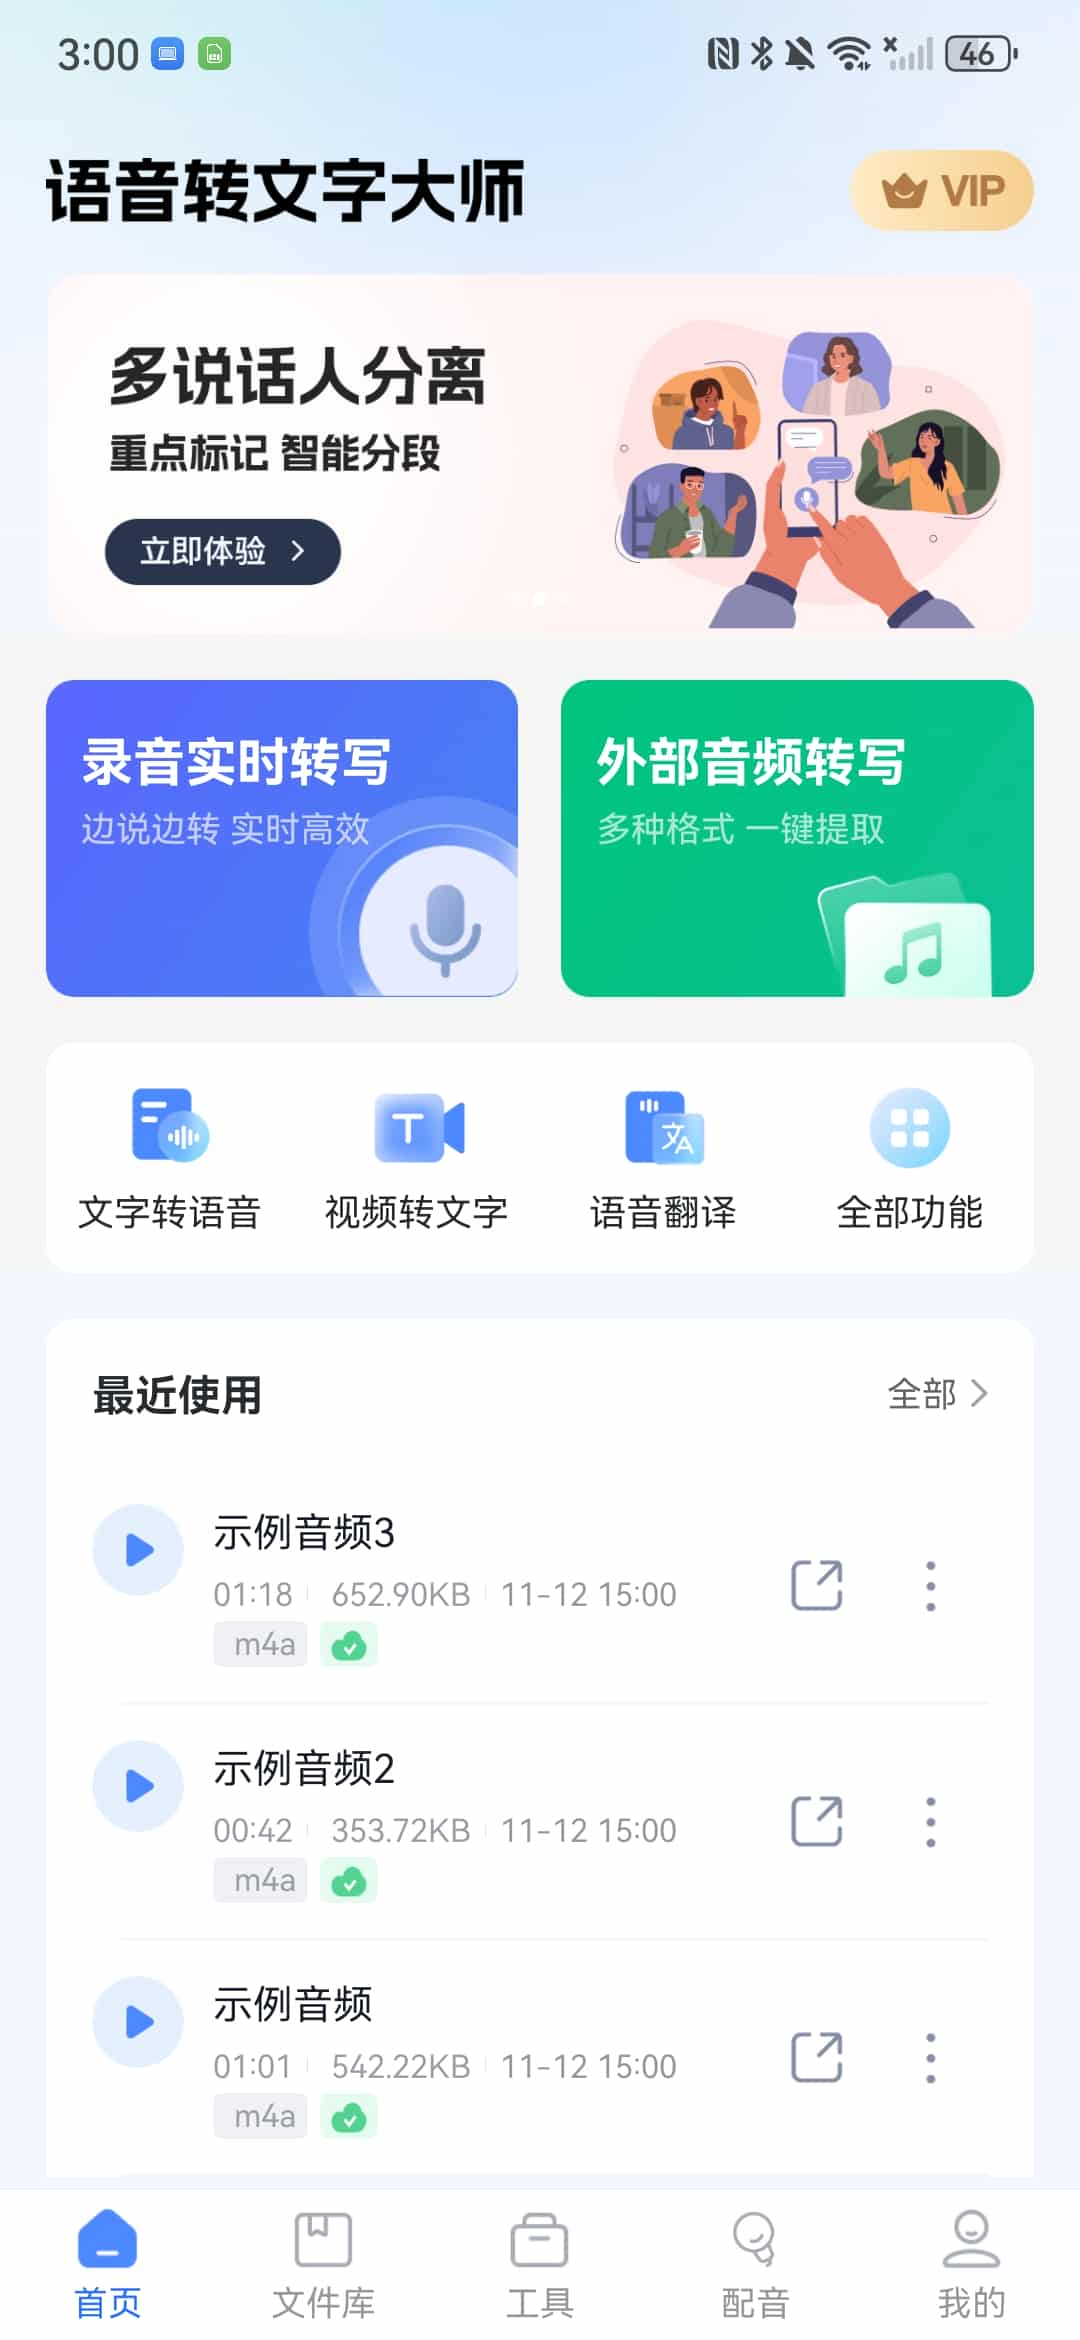 3:00
46
语音转文字大师
VIP
多说话人分离
重点标记 智能分段
立即体验
录音实时转写
边说边转 实时高效
外部音频转写
多种格式 一键提取
文字转语音
视频转文字
语音翻译
全部功能
最近使用
全部
示例音频3
01:18 652.90KB 11-12 15:00
m4a
示例音频2
00:42 353.72KB 11-12 15:00
m4a
示例音频
01:01 542.22KB 11-12 15:00
m4a
首页
文件库
工具
配音
我的